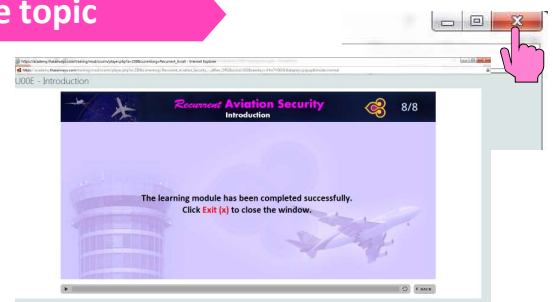 e topic
U00E - Introduction
Recurrent Aviation Security
Introduction
8/8
The learning module has been completed successfully.
Click Exit (x) to close the window.
BACK